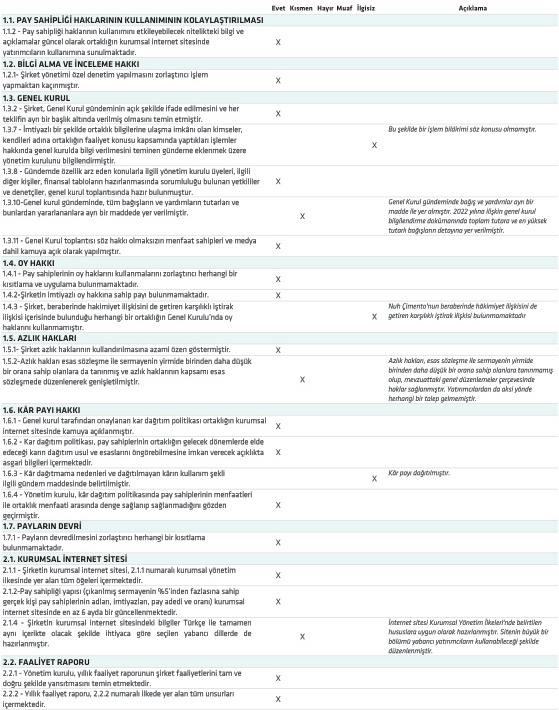 Evet Kısmen Hayır Muaf İlgisiz Açıklama
1.1. PAY SAHİPLİĞİ HAKLARININ KULLANIMININ KOLAYLAŞTIRILMASI
1.1.2 - Pay sahipliği haklarının kullanımını etkileyebilecek nitelikteki bilgi ve
açıklamalar güncel olarak ortaklığın kurumsal internet sitesinde
yatırımcıların kullanımına sunulmaktadır.
X
1.2. BİLGİ ALMA VE İNCELEME HAKKI
1.2.1- Şirket yönetimi özel denetim yapılmasını zorlaştırıcı işlem
yapmaktan kaçınmıştır.
X
1.3. GENEL KURUL
1.3.2 - Şirket, Genel Kurul gündeminin açık şekilde ifade edilmesini ve her
teklifin ayrı bir başlık altında verilmiş olmasını temin etmiştir.
X
1.3.7 - İmtiyazlı bir şekilde ortaklık bilgilerine ulaşma imkânı olan kimseler,
kendileri adına ortaklığın faaliyet konusu kapsamında yaptıkları işlemler
hakkında genel kurulda bilgi verilmesini teminen gündeme eklenmek üzere
yönetim kurulunu bilgilendirmiştir.
X
Bu şekilde bir işlem bildirimi söz konusu olmamıştır.
1.3.8 - Gündemde özellik arz eden konularla ilgili yönetim kurulu üyeleri, ilgili
diğer kişiler, finansal tabloların hazırlanmasında sorumluluğu bulunan yetkililer
ve denetçiler, genel kurul toplantısında hazır bulunmuştur.
X
1.3.10-Genel kurul gündeminde, tüm bağışların ve yardımların tutarları ve
bunlardan yararlananlara ayrı bir maddede yer verilmiştir.
X
Genel Kurul gündeminde bağış ve yardımlar ayrı bir
madde ile yer almıştır. 2022 yılına ilişkin genel kurul
bilgilendirme dokümanında toplam tutara ve en yüksek
tutarlı bağışların detayına yer verilmiştir.
1.3.11 - Genel Kurul toplantısı söz hakkı olmaksızın menfaat sahipleri ve medya
dahil kamuya açık olarak yapılmıştır.
X
1.4. OY HAKKI
1.4.1 - Pay sahiplerinin oy haklarını kullanmalarını zorlaştırıcı herhangi bir
kısıtlama ve uygulama bulunmamaktadır.
X
1.4.2-Şirketin imtiyazlı oy hakkına sahip payı bulunmamaktadır.
X
1.4.3 - Şirket, beraberinde hakimiyet ilişkisini de getiren karşılıklı iştirak
ilişkisi içerisinde bulunduğu herhangi bir ortaklığın Genel Kurulu'nda oy
haklarını kullanmamıştır.
X
Nuh Çimento'nun beraberinde hâkimiyet ilişkisini de
getiren karşılıklı iştirak ilişkisi bulunmamaktadır
1.5. AZLIK HAKLARI
1.5.1- Şirket azlık haklarının kullandırılmasına azami özen göstermiştir.
X
1.5.2-Azlık hakları esas sözleşme ile sermayenin yirmide birinden daha düşük
bir orana sahip olanlara da tanınmış ve azlık haklarının kapsamı esas
sözleşmede düzenlenerek genişletilmiştir.
X
Azlık hakları, esas sözleşme ile sermayenin yirmide
birinden daha düşük bir orana sahip olanlara tanınmamış
olup, mevzuattaki genel düzenlemeler çerçevesinde
haklar sağlanmıştır. Yatırımcılardan da aksi yönde
herhangi bir talep gelmemiştir.
1.6. KÂR PAYI HAKKI
1.6.1 - Genel kurul tarafından onaylanan kar dağıtım politikası ortaklığın kurumsal
internet sitesinde kamuya açıklanmıştır.
X
1.6.2 - Kar dağıtım politikası, pay sahiplerinin ortaklığın gelecek dönemlerde elde
edeceği karın dağıtım usul ve esaslarını öngörebilmesine imkan verecek açıklıkta
asgari bilgileri içermektedir.
X
1.6.3 - Kâr dağıtmama nedenleri ve dağıtılmayan kârın kullanım şekli
ilgili gündem maddesinde belirtilmiştir.
X
Kâr payı dağıtılmıştır.
1.6.4 - Yönetim kurulu, kâr dağıtım politikasında pay sahiplerinin menfaatleri
ile ortaklık menfaati arasında denge sağlanıp sağlanmadığını gözden
geçirmiştir.
X
1.7. PAYLARIN DEVRİ
1.7.1 - Payların devredilmesini zorlaştırıcı herhangi bir kısıtlama
bulunmamaktadır.
X
2.1. KURUMSAL İNTERNET SİTESİ
2.1.1 - Şirketin kurumsal internet sitesi, 2.1.1 numaralı kurumsal yönetim
ilkesinde yer alan tüm öğeleri içermektedir.
X
2.1.2-Pay sahipliği yapısı (çıkarılmış sermayenin %5'inden fazlasına sahip
gerçek kişi pay sahiplerinin adları, imtiyazları, pay adedi ve oranı) kurumsal
internet sitesinde en az 6 ayda bir güncellenmektedir.
X
2.1.4 - Şirketin kurumsal internet sitesindeki bilgiler Türkçe ile tamamen
aynı içerikte olacak şekilde ihtiyaca göre seçilen yabancı dillerde de
hazırlanmıştır.
X
İnternet sitesi Kurumsal Yönetim İlkeleri'nde belirtilen
hususlara uygun olarak hazırlanmıştır. Sitenin büyük bir
bölümü yabancı yatırımcıların kullanabileceği şekilde
düzenlenmiştir.
2.2. FAALİYET RAPORU
2.2.1 - Yönetim kurulu, yıllık faaliyet raporunun şirket faaliyetlerini tam ve
doğru şekilde yansıtmasını temin etmektedir.
X
2.2.2 - Yıllık faaliyet raporu, 2.2.2 numaralı ilkede yer alan tüm unsurları
içermektedir.
X